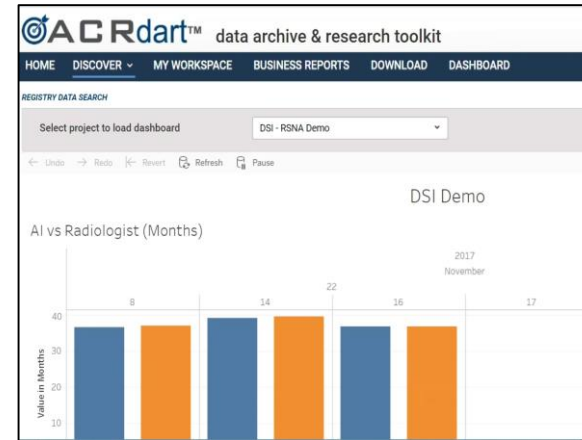 ACRdart™ data archive & research toolkit
HOME DISCOVER MY WORKSPACE BUSINESS REPORTS DOWNLOAD DASHBOARD
REGISTRY DATA SEARCH
Select project to load dashboard DSI - RSNA Demo
← Undo → Redo Revert Refresh Pause
DSI Demo
AI vs Radiologist (Months)
2017
November
22
8 14 16 17
40
30
20
10
Value in Months